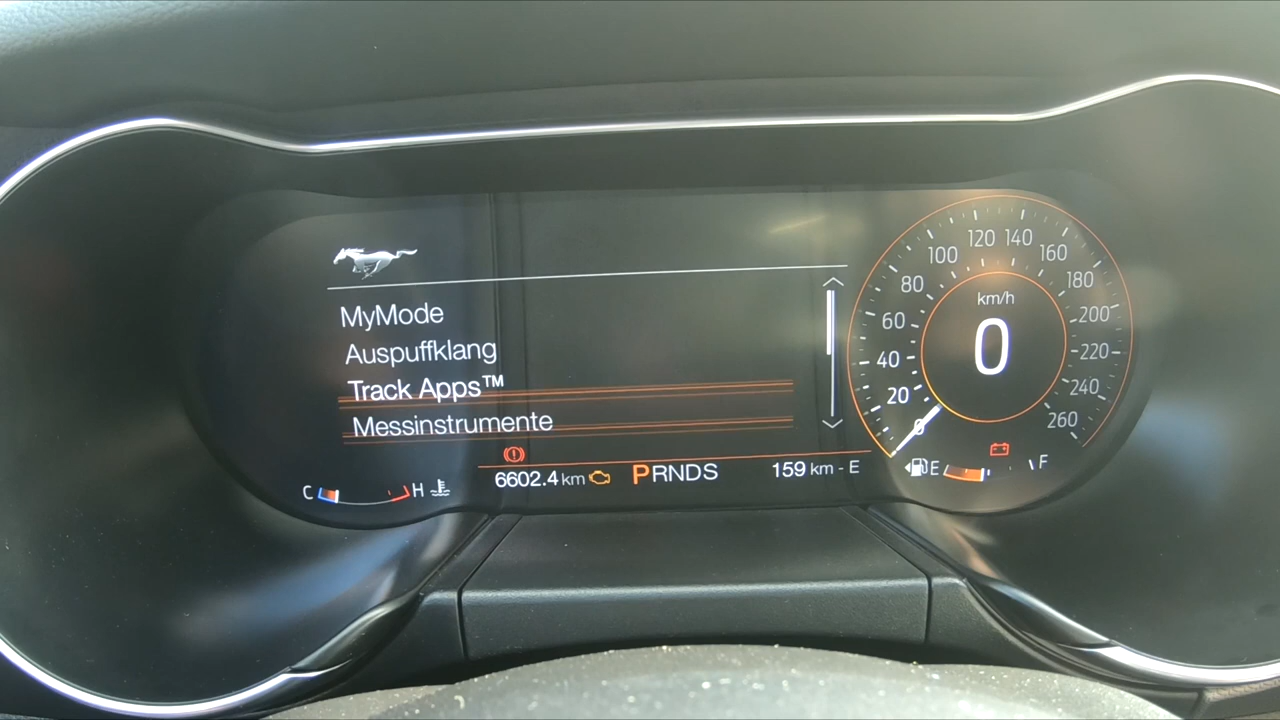 MyMode
Auspuffklang
Track Apps™
Messinstrumente
C H
6602.4 km PRNDS 159 km - E
km/h
0
0 20 40 60 80 100 120 140 160 180 200 220 240 260
E F